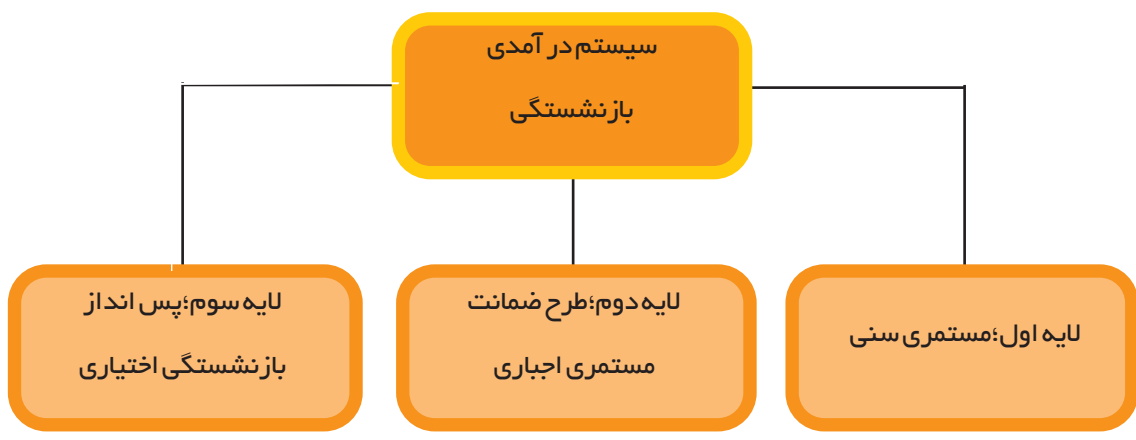 سیستم در آمدی
بازنشستگی
لایه اول؛مستمری سنی
لایه دوم؛طرح ضمانت
مستمری اجباری
لایه سوم؛پس انداز
بازنشستگی اختیاری